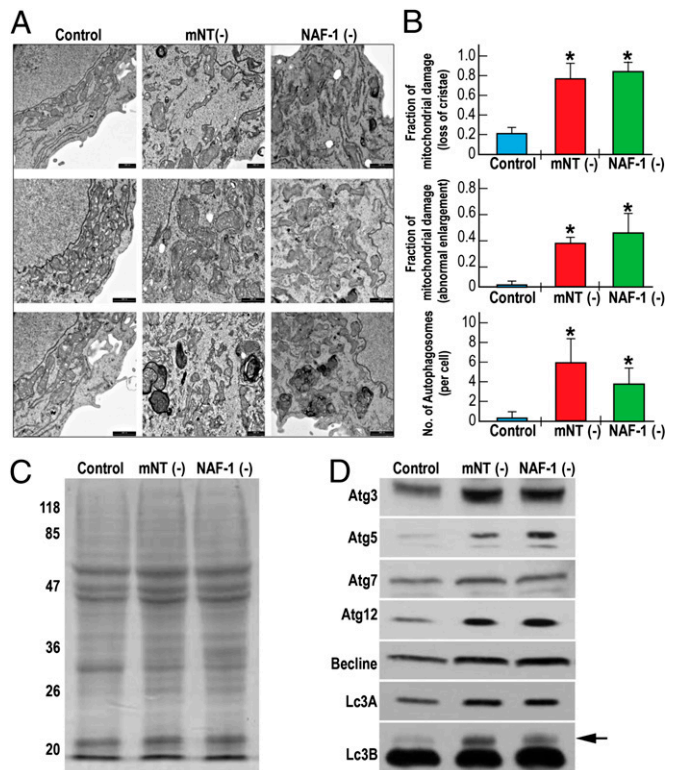 A
Control
mNT(-)
NAF-1 (-)
B
Fraction of
mitochondrial damage
(loss of cristae)
1.0
0.8
0.6
0.4
0.2
0
*
*
Control
mNT (-)
NAF-1 (-)
Fraction of
mitochondrial damage
(abnormal enlargement)
0.8
0.6
0.4
0.2
0
*
*
Control
mNT (-)
NAF-1 (-)
No. of Autophagosomes
(per cell)
10
8
6
4
2
0
*
*
Control
mNT (-)
NAF-1 (-)
C
Control
mNT (-)
NAF-1 (-)
118
85
47
36
26
20
D
Control
mNT (-)
NAF-1 (-)
Atg3
Atg5
Atg7
Atg12
Becline
Lc3A
Lc3B